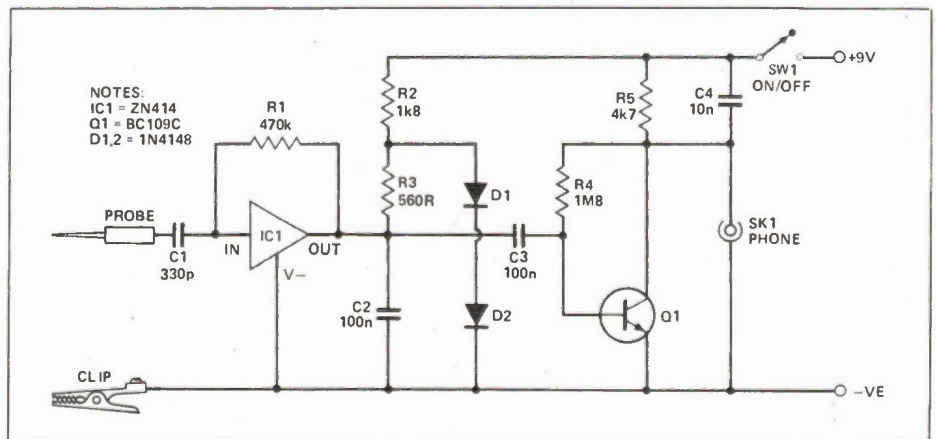 NOTES:
IC1 = ZN414
Q1 = BC109C
D1,2 = 1N4148
R1
470k
PROBE
C1
330p
IN
IC1
OUT
V−
R2
1k8
R3
560R
D1
C2
100n
D2
C3
100n
R4
1M8
R5
4k7
C4
10n
SW1
ON/OFF
+9V
SK1
PHONE
Q1
CLIP
−VE